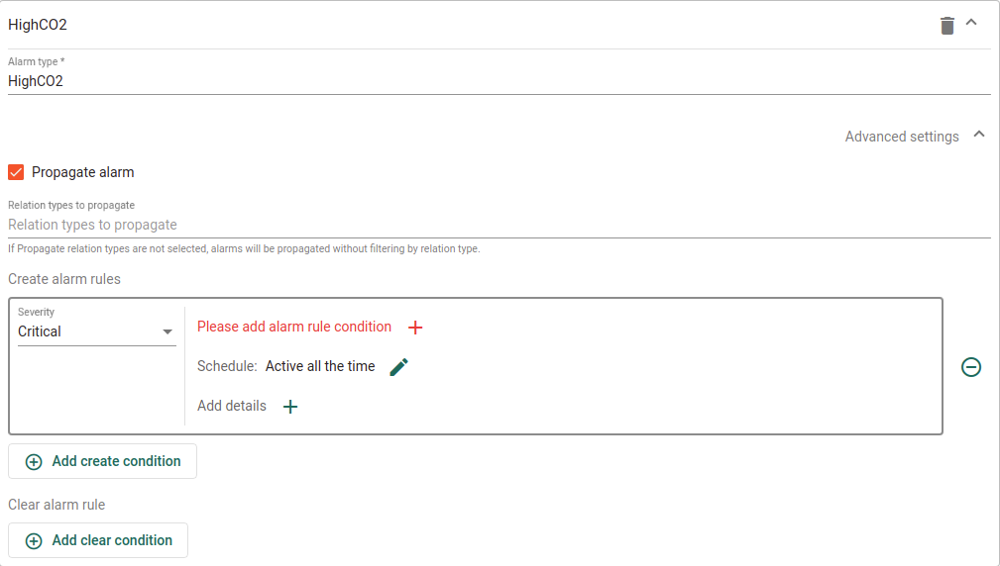 HighCO2
Alarm type *
HighCO2
Advanced settings
Propagate alarm
Relation types to propagate
Relation types to propagate
If Propagate relation types are not selected, alarms will be propagated without filtering by relation type.
Create alarm rules
Severity
Critical
Please add alarm rule condition
Schedule: Active all the time
Add details
Add create condition
Clear alarm rule
Add clear condition